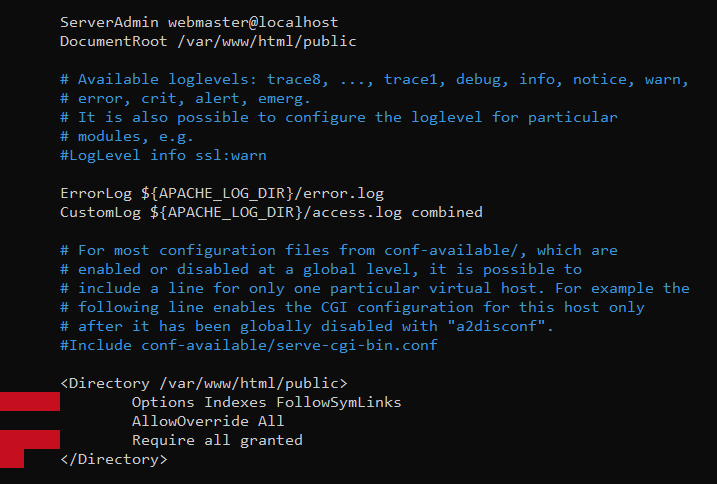 ServerAdmin webmaster@localhost
DocumentRoot /var/www/html/public
# Available loglevels: trace8, ..., trace1, debug, info, notice, warn,
# error, crit, alert, emerg.
# It is also possible to configure the loglevel for particular
# modules, e.g.
#LogLevel info ssl:warn
ErrorLog ${APACHE_LOG_DIR}/error.log
CustomLog ${APACHE_LOG_DIR}/access.log combined
# For most configuration files from conf-available/, which are
# enabled or disabled at a global level, it is possible to
# include a line for only one particular virtual host. For example the
# following line enables the CGI configuration for this host only
# after it has been globally disabled with "a2disconf".
#Include conf-available/serve-cgi-bin.conf
<Directory /var/www/html/public>
Options Indexes FollowSymLinks
AllowOverride All
Require all granted
</Directory>